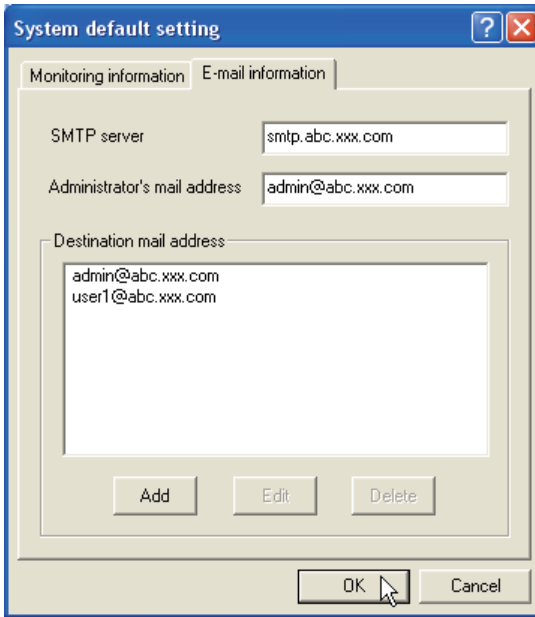 System default setting
Monitoring information E-mail information
SMTP server smtp.abc.xxx.com
Administrator's mail address admin@abc.xxx.com
Destination mail address
admin@abc.xxx.com
user1@abc.xxx.com
Add Edit Delete
OK Cancel